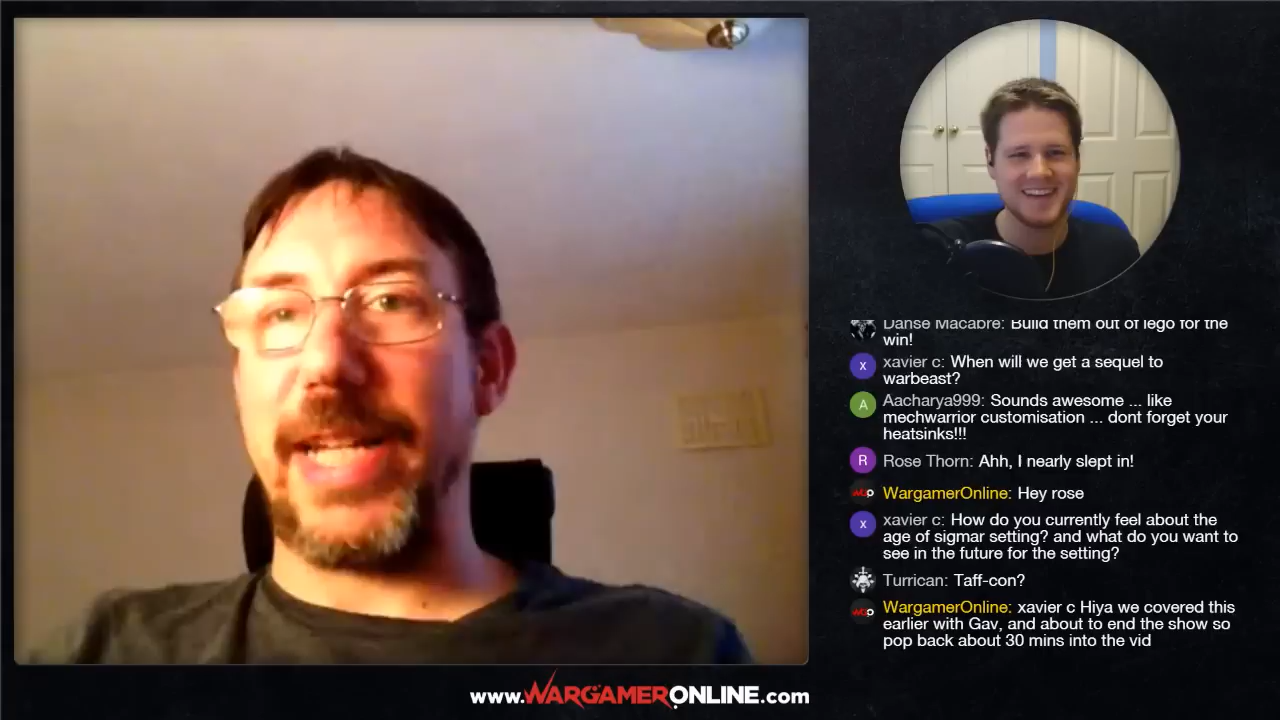 Danse Macabre: Build them out of lego for the
win!
x xavier c: When will we get a sequel to
warbeast?
A Aacharya999: Sounds awesome ... like
mechwarrior customisation ... dont forget your
heatsinks!!!
R Rose Thorn: Ahh, I nearly slept in!
WGO WargamerOnline: Hey rose
x xavier c: How do you currently feel about the
age of sigmar setting? and what do you want to
see in the future for the setting?
Turrican: Taff-con?
WGO WargamerOnline: xavier c Hiya we covered this
earlier with Gav, and about to end the show so
pop back about 30 mins into the vid
www.WARGAMERONLINE.com